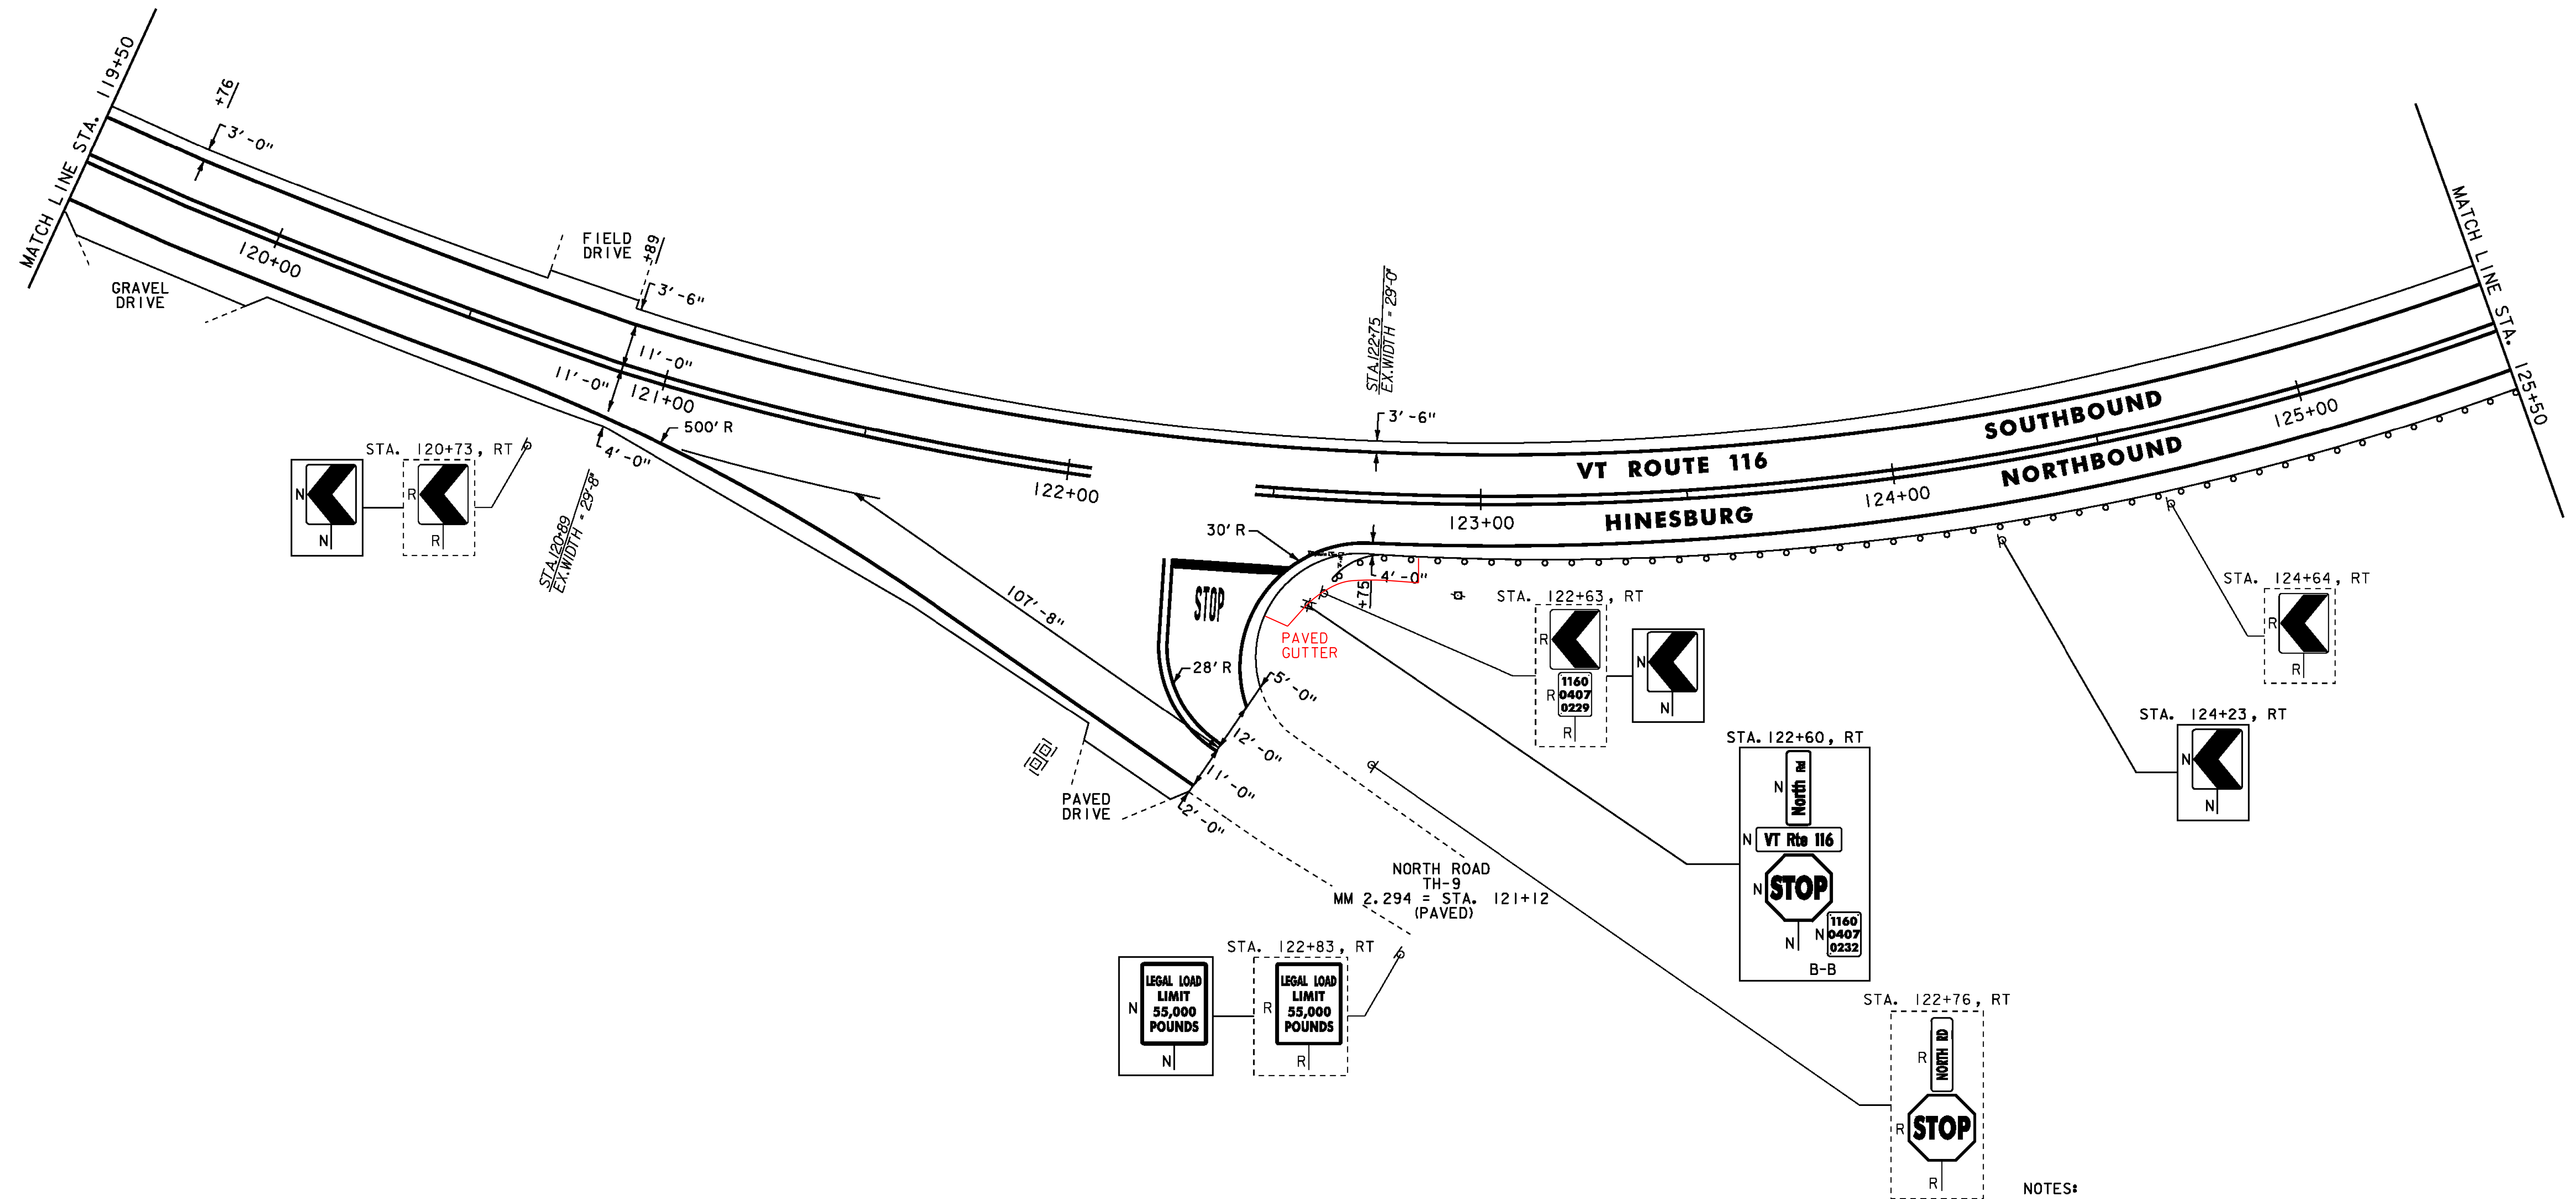 MATCH LINE STA. 119+50
+76
3'-0"
120+00
GRAVEL
DRIVE
FIELD
DRIVE
+89
3'-6"
11'-0"
11'-0"
121+00
500' R
4'-0"
STA. 120+89
EX. WIDTH = 29'-8"
STA. 120+73, RT
N
N
R
R
122+00
107'-8"
STA. 122+75
EX. WIDTH = 29'-0"
3'-6"
VT ROUTE 116
SOUTHBOUND
NORTHBOUND
HINESBURG
123+00
124+00
125+00
MATCH LINE STA. 125+50
30' R
STOP
28' R
4'-0"
+75
PAVED
GUTTER
5'-0"
12'-0"
11'-0"
2'-0"
PAVED
DRIVE
STA. 122+63, RT
R
R
1160
0407
0229
R
N
N
STA. 124+64, RT
R
R
STA. 124+23, RT
N
N
STA. 122+60, RT
N
North Rd
N
VT Rte 116
N
STOP
N
N
1160
0407
0232
B-B
NORTH ROAD
TH-9
MM 2.294 = STA. 121+12
(PAVED)
STA. 122+83, RT
N
LEGAL LOAD
LIMIT
55,000
POUNDS
N
R
LEGAL LOAD
LIMIT
55,000
POUNDS
R
STA. 122+76, RT
R
NORTH RD
R
STOP
R
NOTES: